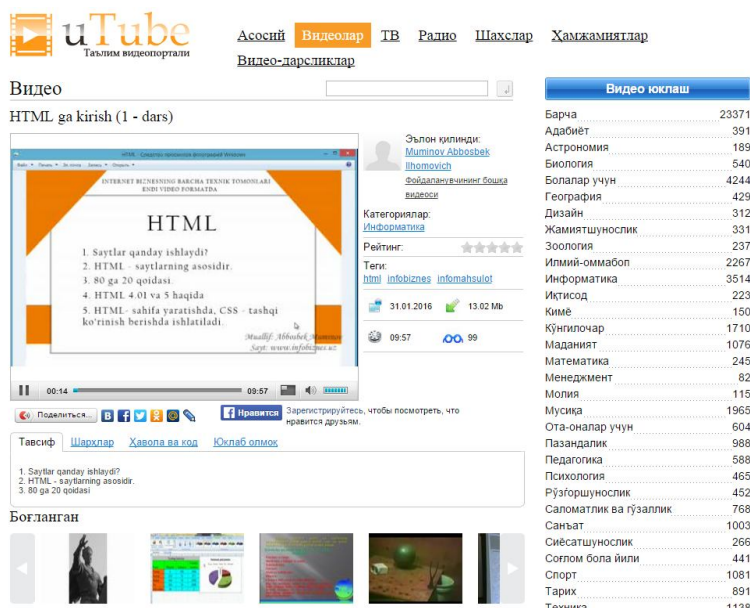 uTube
Таълим видеопортали
Асосий Видеолар ТВ Радио Шахслар Ҳамжамиятлар
Видео-дарсликлар
Видео
HTML ga kirish (1 - dars)
INTERNET BIZNESNING BARCHA TEXNIK TOMONLARI
ENDI VIDEO FORMATDA
HTML
1. Saytlar qanday ishlaydi?
2. HTML - saytlarning asosidir.
3. 80 ga 20 qoidasi.
4. HTML 4.01 va 5 haqida
5. HTML- sahifa yaratishda, CSS - tashqi
ko'rinish berishda ishlatiladi.
Muallif: Abbosbek Muminov
Sayt: www.infobiznes.uz
00:14 09:57
Эълон қилинди:
Muminov Abbosbek
Ilhomovich
Фойдаланувчининг бошқа
видеоси
Категориялар:
Информатика
Рейтинг:
Теги:
html infobiznes infomahsulot
31.01.2016 13.02 Mb
09:57 99
Поделиться...
Нравится
Зарегистрируйтесь, чтобы посмотреть, что
нравится друзьям.
Тавсиф Шарҳлар Ҳавола ва код Юклаб олмоқ
1. Saytlar qanday ishlaydi?
2. HTML - saytlarning asosidir.
3. 80 ga 20 qoidasi
Боғланган
Видео юклаш
Барча 23371
Адабиёт 391
Астрономия 189
Биология 540
Болалар учун 4244
География 429
Дизайн 312
Жамиятшунослик 331
Зоология 237
Илмий-оммабоп 2267
Информатика 3514
Иқтисод 223
Кимё 150
Кўнгилочар 1710
Маданият 1076
Математика 245
Менеджмент 82
Молия 115
Мусиқа 1965
Ота-оналар учун 604
Пазандалик 988
Педагогика 588
Психология 465
Рўзғоршунослик 452
Саломатлик ва гўзаллик 768
Санъат 1003
Сиёсатшунослик 266
Соғлом бола йили 441
Спорт 1081
Тарих 891
Техника 1138